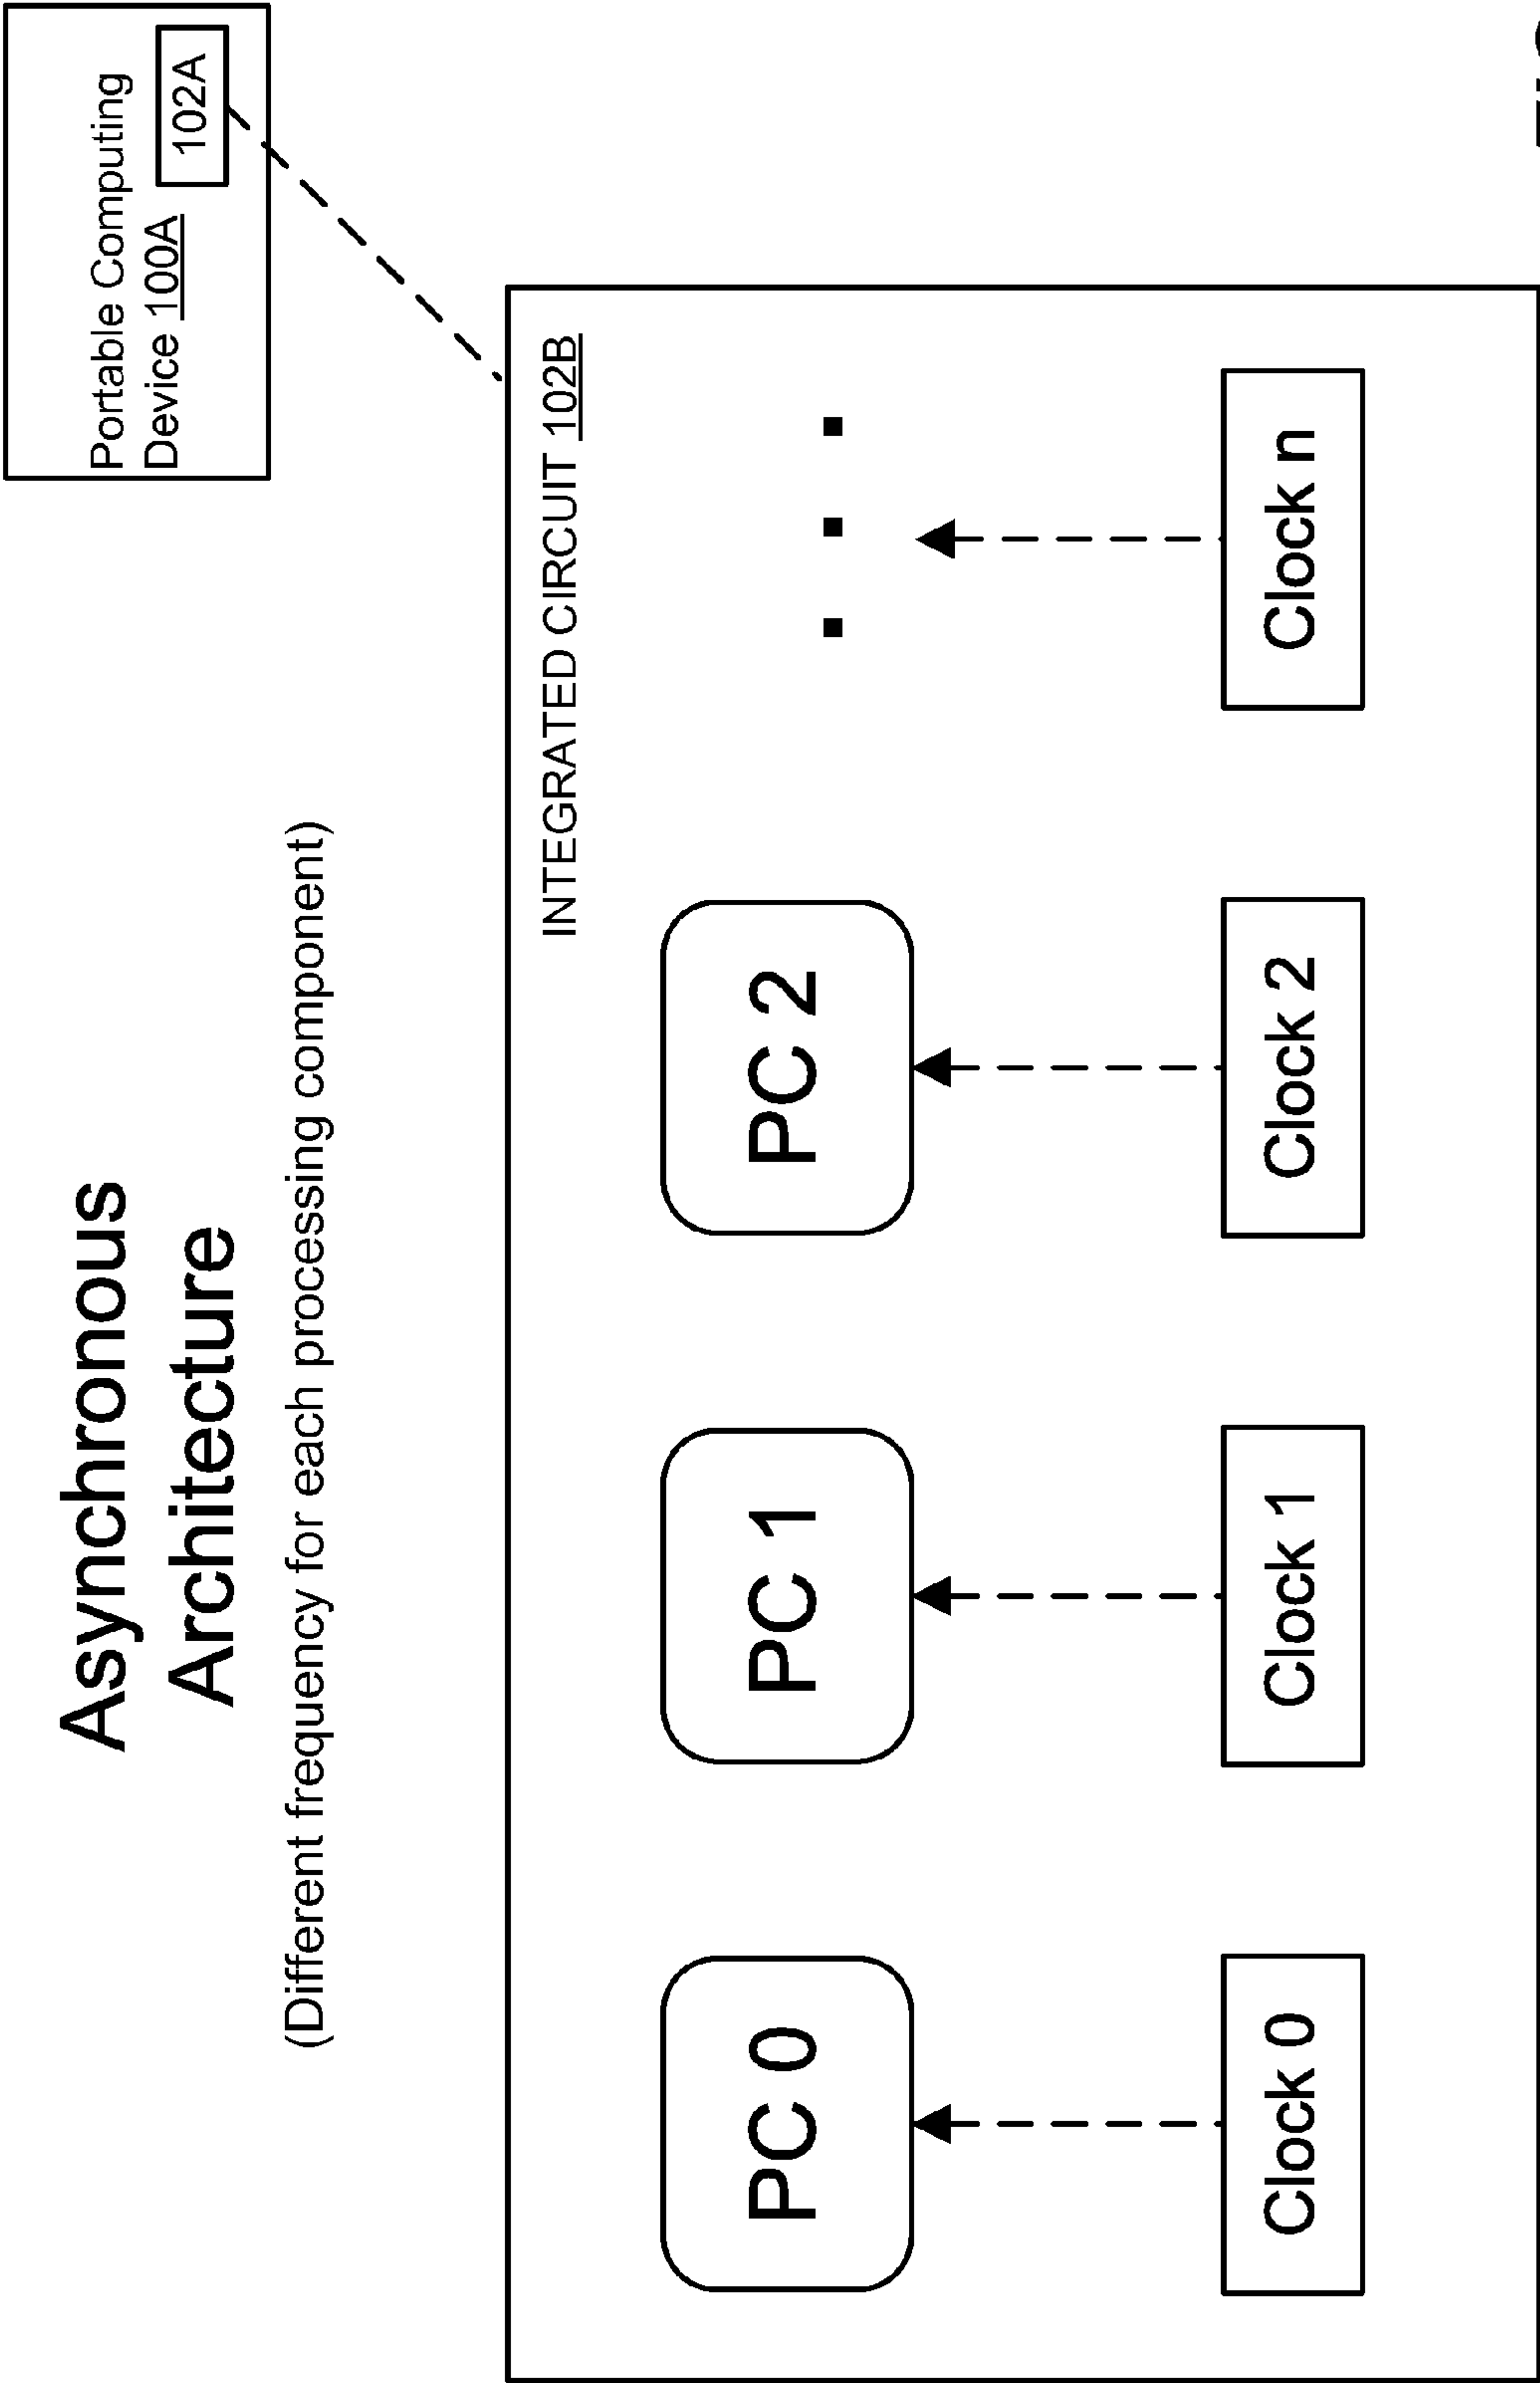 Asynchronous
Architecture
(Different frequency for each processing component)
Portable Computing
Device 100A
102A
INTEGRATED CIRCUIT 102B
PC 0
PC 1
PC 2
Clock 0
Clock 1
Clock 2
Clock n